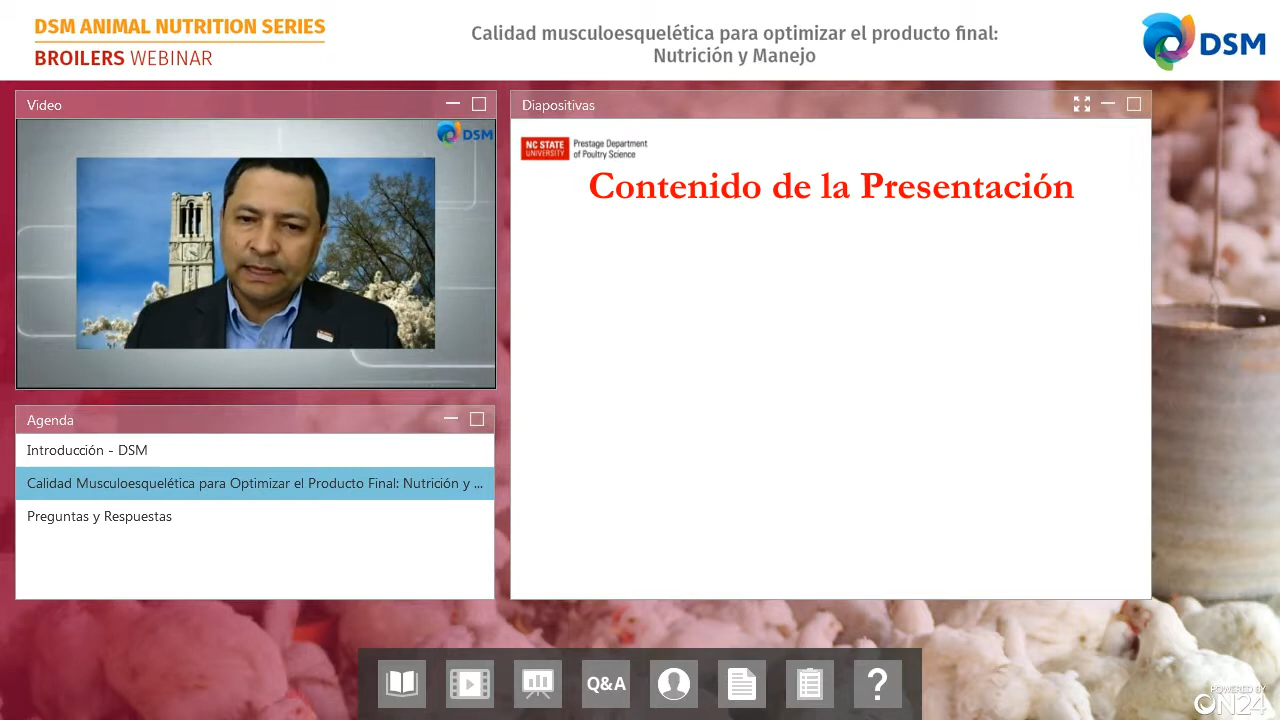 DSM ANIMAL NUTRITION SERIES
BROILERS WEBINAR
Calidad musculoesquelética para optimizar el producto final:
Nutrición y Manejo
DSM
Video
DSM
Diapositivas
NC STATE
UNIVERSITY
Prestage Department
of Poultry Science
Contenido de la Presentación
Agenda
Introducción - DSM
Calidad Musculoesquelética para Optimizar el Producto Final: Nutrición y ...
Preguntas y Respuestas
Q&A
?
POWERED BY
ON24